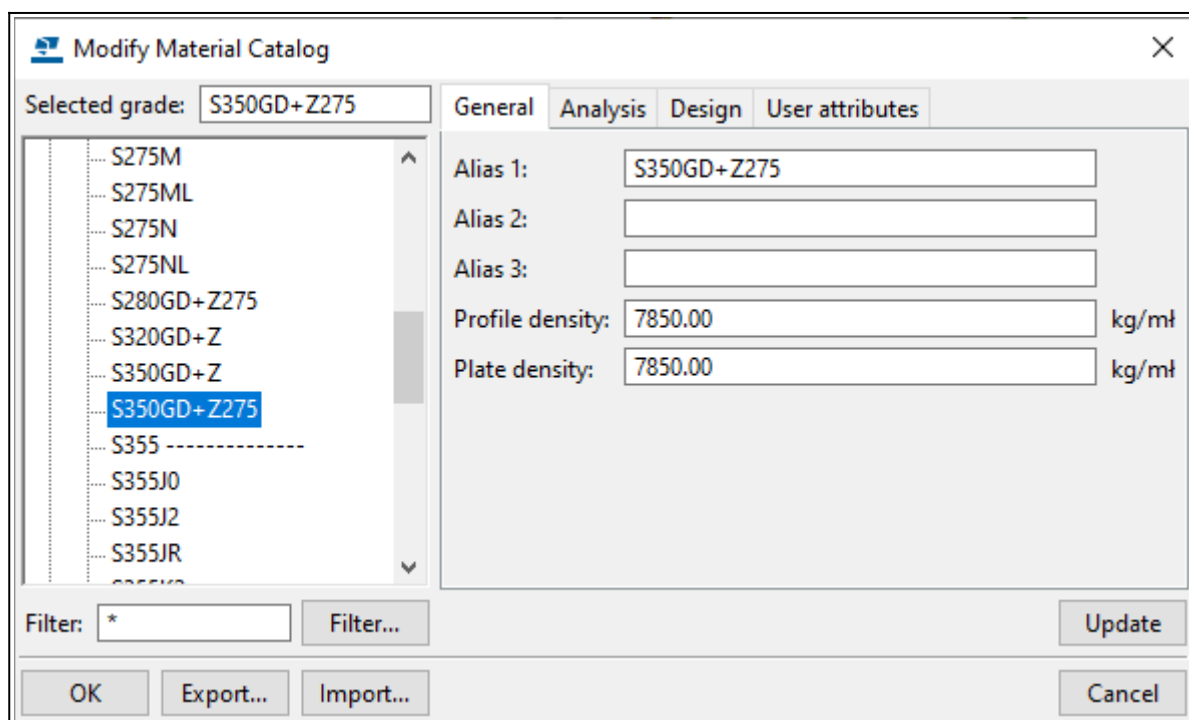 Modify Material Catalog
Selected grade: S350GD+Z275
General Analysis Design User attributes
S275M
S275ML
S275N
S275NL
S280GD+Z275
S320GD+Z
S350GD+Z
S350GD+Z275
S355 --------------
S355J0
S355J2
S355JR
Alias 1: S350GD+Z275
Alias 2:
Alias 3:
Profile density: 7850.00 kg/mł
Plate density: 7850.00 kg/mł
Filter: * Filter... Update
OK Export... Import... Cancel